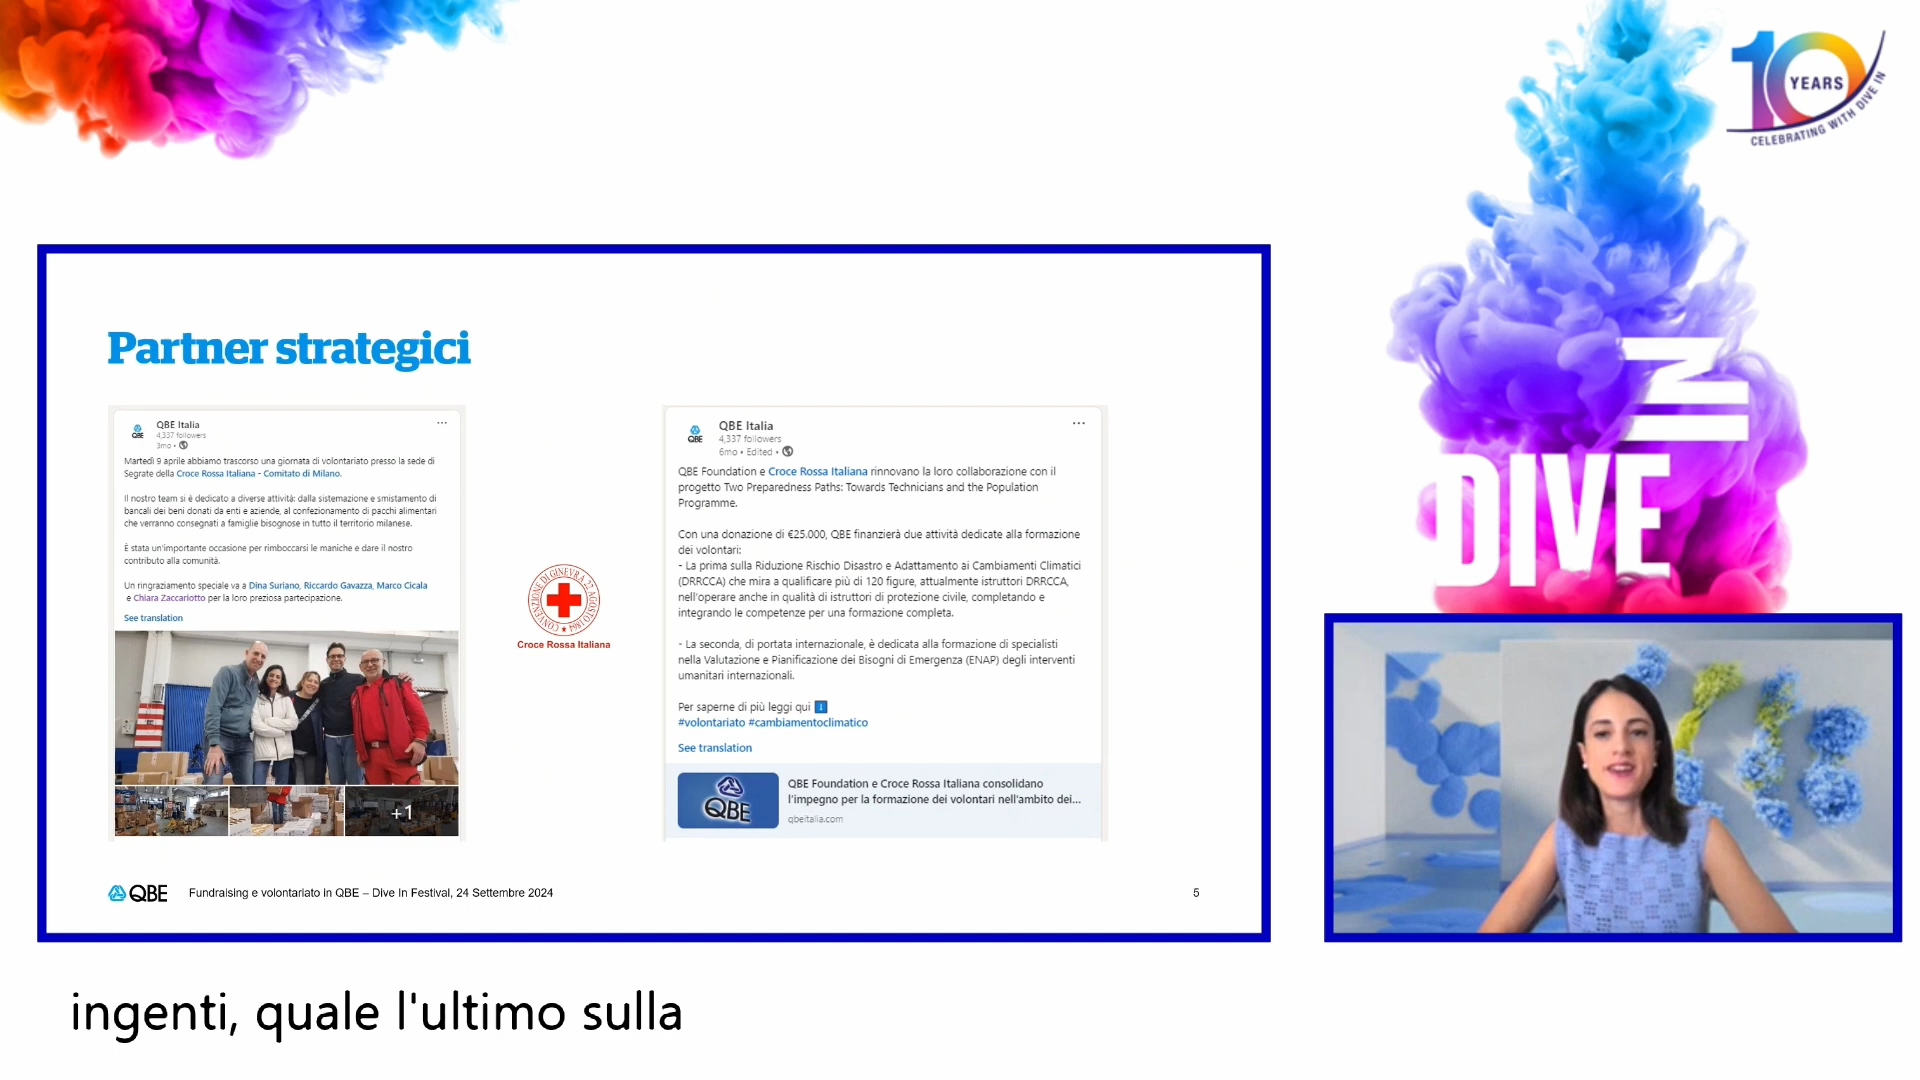 10
YEARS
CELEBRATING WITH DIVE IN
Partner strategici
QBE
QBE Italia
4,337 followers
3mo •
Martedì 9 aprile abbiamo trascorso una giornata di volontariato presso la sede di
Segrate della Croce Rossa Italiana - Comitato di Milano.
Il nostro team si è dedicato a diverse attività: dalla sistemazione e smistamento di
bancali dei beni donati da enti e aziende, al confezionamento di pacchi alimentari
che verranno consegnati a famiglie bisognose in tutto il territorio milanese.
È stata un'importante occasione per rimboccarsi le maniche e dare il nostro
contributo alla comunità.
Un ringraziamento speciale va a Dina Suriano, Riccardo Gavazza, Marco Cicala
e Chiara Zaccariotto per la loro preziosa partecipazione.
See translation
+1
CONVENZIONE DI GINEVRA 22 AGOSTO 1864
Croce Rossa Italiana
QBE
QBE Italia
4,337 followers
6mo • Edited •
QBE Foundation e Croce Rossa Italiana rinnovano la loro collaborazione con il
progetto Two Preparedness Paths: Towards Technicians and the Population
Programme.
Con una donazione di €25.000, QBE finanzierà due attività dedicate alla formazione
dei volontari:
- La prima sulla Riduzione Rischio Disastro e Adattamento ai Cambiamenti Climatici
(DRRCCA) che mira a qualificare più di 120 figure, attualmente istruttori DRRCCA,
nell'operare anche in qualità di istruttori di protezione civile, completando e
integrando le competenze per una formazione completa.
- La seconda, di portata internazionale, è dedicata alla formazione di specialisti
nella Valutazione e Pianificazione dei Bisogni di Emergenza (ENAP) degli interventi
umanitari internazionali.
Per saperne di più leggi qui ⬇️
#volontariato #cambiamentoclimatico
See translation
QBE
QBE Foundation e Croce Rossa Italiana consolidano
l'impegno per la formazione dei volontari nell'ambito dei...
qbeitalia.com
QBE
Fundraising e volontariato in QBE – Dive In Festival, 24 Settembre 2024
5
DIVE
IN
ingenti, quale l'ultimo sulla